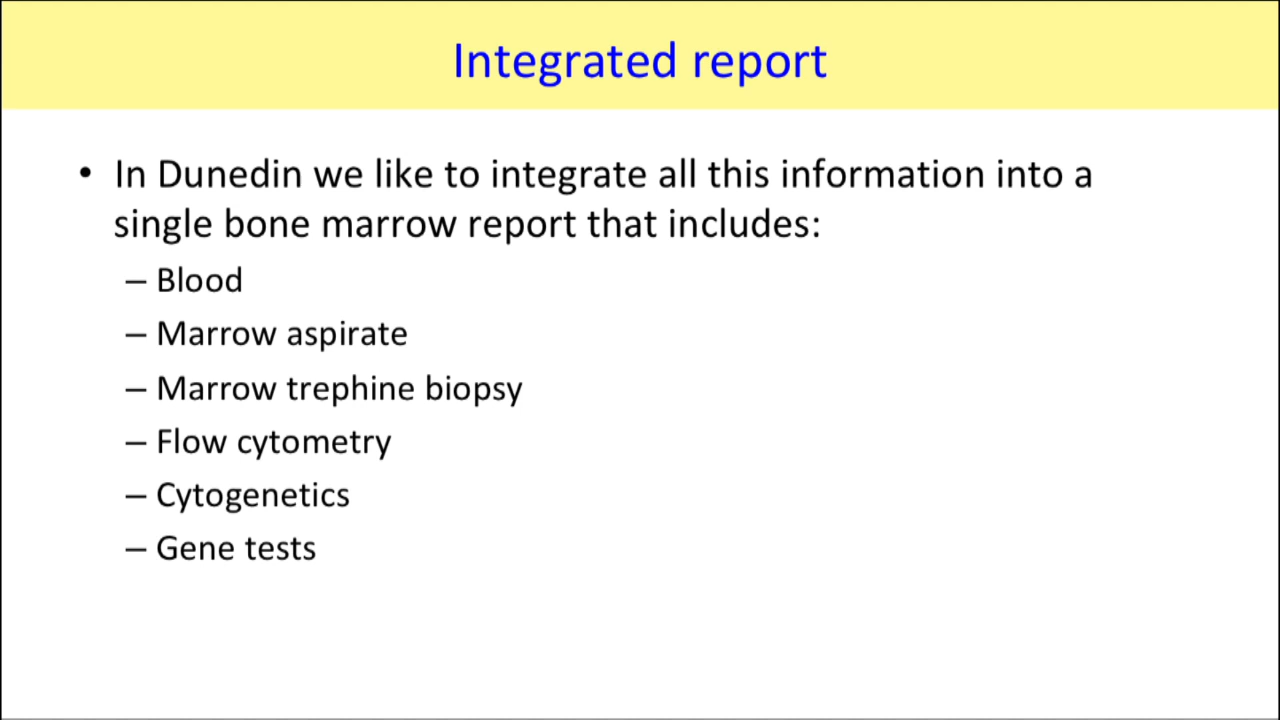 Integrated report
• In Dunedin we like to integrate all this information into a
single bone marrow report that includes:
– Blood
– Marrow aspirate
– Marrow trephine biopsy
– Flow cytometry
– Cytogenetics
– Gene tests